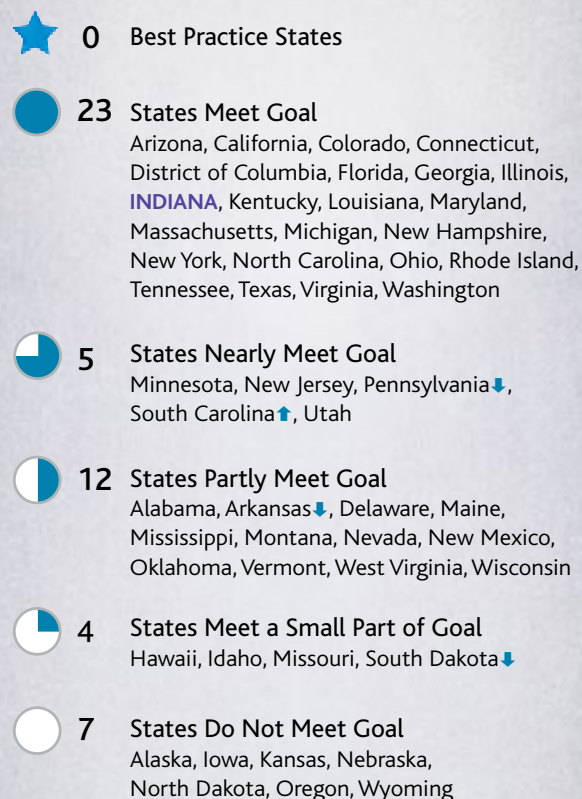 0 Best Practice States
23 States Meet Goal
Arizona, California, Colorado, Connecticut,
District of Columbia, Florida, Georgia, Illinois,
INDIANA, Kentucky, Louisiana, Maryland,
Massachusetts, Michigan, New Hampshire,
New York, North Carolina, Ohio, Rhode Island,
Tennessee, Texas, Virginia, Washington
5 States Nearly Meet Goal
Minnesota, New Jersey, Pennsylvania⬇,
South Carolina⬆, Utah
12 States Partly Meet Goal
Alabama, Arkansas⬇, Delaware, Maine,
Mississippi, Montana, Nevada, New Mexico,
Oklahoma, Vermont, West Virginia, Wisconsin
4 States Meet a Small Part of Goal
Hawaii, Idaho, Missouri, South Dakota⬇
7 States Do Not Meet Goal
Alaska, Iowa, Kansas, Nebraska,
North Dakota, Oregon, Wyoming